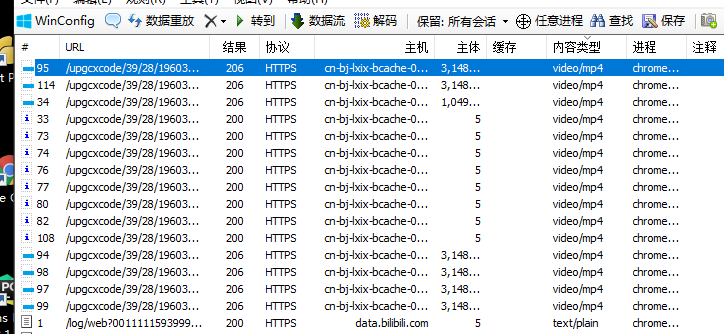 WinConfig 数据重放 转到 数据流 解码 保留: 所有会话 任意进程 查找 保存
# URL 结果 协议 主机 主体 缓存 内容类型 进程 注释
95 /upgcxcode/39/28/19603... 206 HTTPS cn-bj-lxix-bcache-0... 3,148... video/mp4 chrome...
114 /upgcxcode/39/28/19603... 206 HTTPS cn-bj-lxix-bcache-0... 3,148... video/mp4 chrome...
34 /upgcxcode/39/28/19603... 206 HTTPS cn-bj-lxix-bcache-0... 1,049... video/mp4 chrome...
33 /upgcxcode/39/28/19603... 200 HTTPS cn-bj-lxix-bcache-0... 5 video/mp4 chrome...
73 /upgcxcode/39/28/19603... 200 HTTPS cn-bj-lxix-bcache-0... 5 video/mp4 chrome...
74 /upgcxcode/39/28/19603... 200 HTTPS cn-bj-lxix-bcache-0... 5 video/mp4 chrome...
76 /upgcxcode/39/28/19603... 200 HTTPS cn-bj-lxix-bcache-0... 5 video/mp4 chrome...
77 /upgcxcode/39/28/19603... 200 HTTPS cn-bj-lxix-bcache-0... 5 video/mp4 chrome...
80 /upgcxcode/39/28/19603... 200 HTTPS cn-bj-lxix-bcache-0... 5 video/mp4 chrome...
82 /upgcxcode/39/28/19603... 200 HTTPS cn-bj-lxix-bcache-0... 5 video/mp4 chrome...
108 /upgcxcode/39/28/19603... 200 HTTPS cn-bj-lxix-bcache-0... 5 video/mp4 chrome...
94 /upgcxcode/39/28/19603... 206 HTTPS cn-bj-lxix-bcache-0... 3,148... video/mp4 chrome...
98 /upgcxcode/39/28/19603... 206 HTTPS cn-bj-lxix-bcache-0... 3,148... video/mp4 chrome...
97 /upgcxcode/39/28/19603... 206 HTTPS cn-bj-lxix-bcache-0... 3,148... video/mp4 chrome...
99 /upgcxcode/39/28/19603... 206 HTTPS cn-bj-lxix-bcache-0... 3,148... video/mp4 chrome...
1 /log/web?0011111593999... 200 HTTPS data.bilibili.com 5 text/plain chrome...